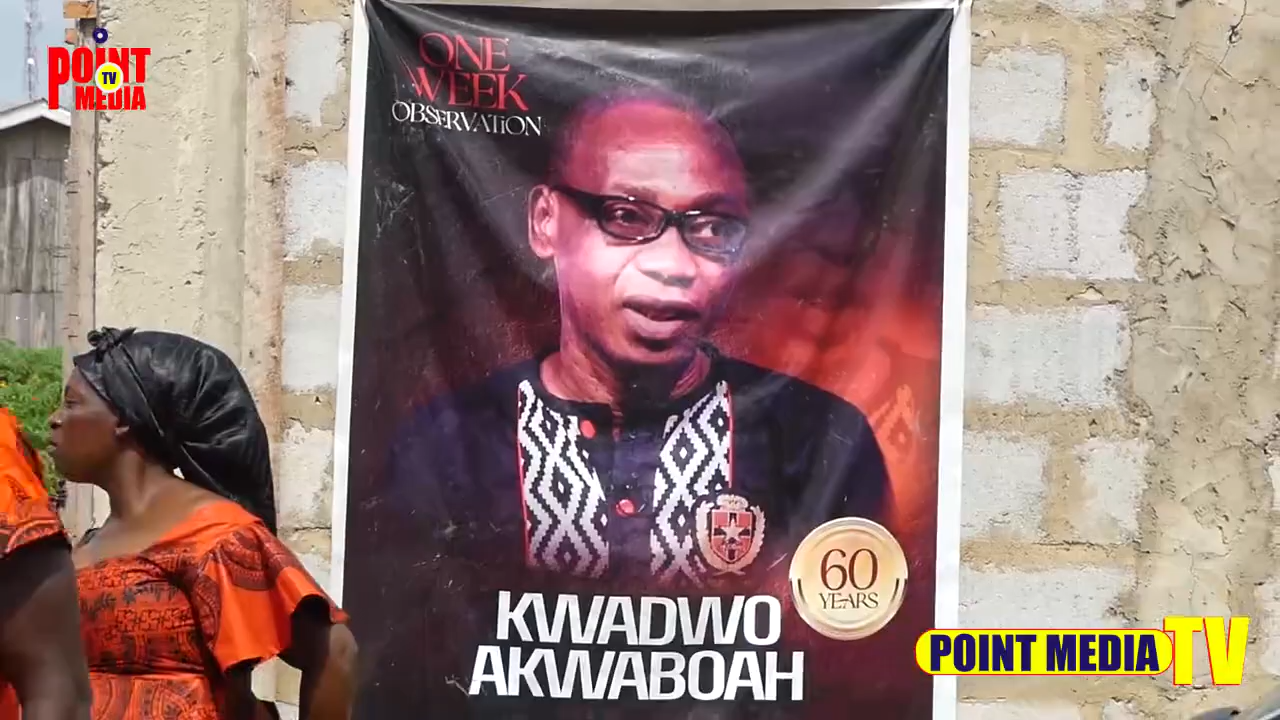 POINT
TV
MEDIA
ONE
WEEK
OBSERVATiON
60
YEARS
KWADWO
AKWABOAH
POINT MEDIA TV